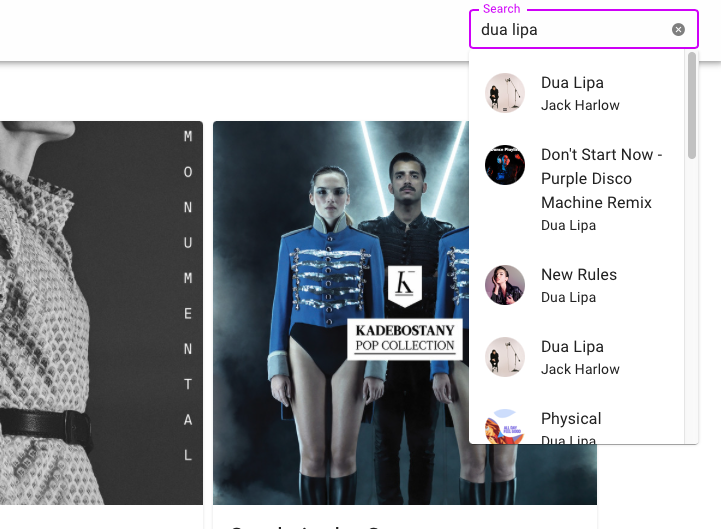 Search
dua lipa
Dua Lipa
Jack Harlow
Don't Start Now -
Purple Disco
Machine Remix
Dua Lipa
New Rules
Dua Lipa
Dua Lipa
Jack Harlow
Physical
Dua Lipa
M
O
N
U
M
E
N
T
A
L
K
KADEBOSTANY
POP COLLECTION